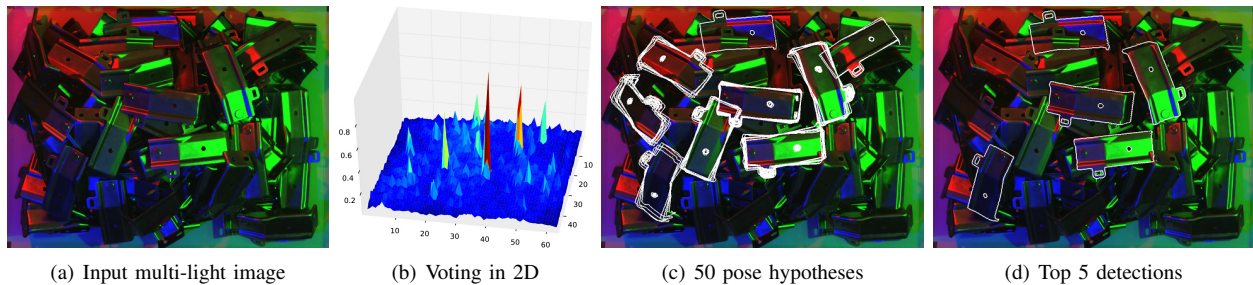 0.8
0.6
0.4
0.2
10 20 30 40 50 60
10
20
30
40
(a) Input multi-light image
(b) Voting in 2D
(c) 50 pose hypotheses
(d) Top 5 detections